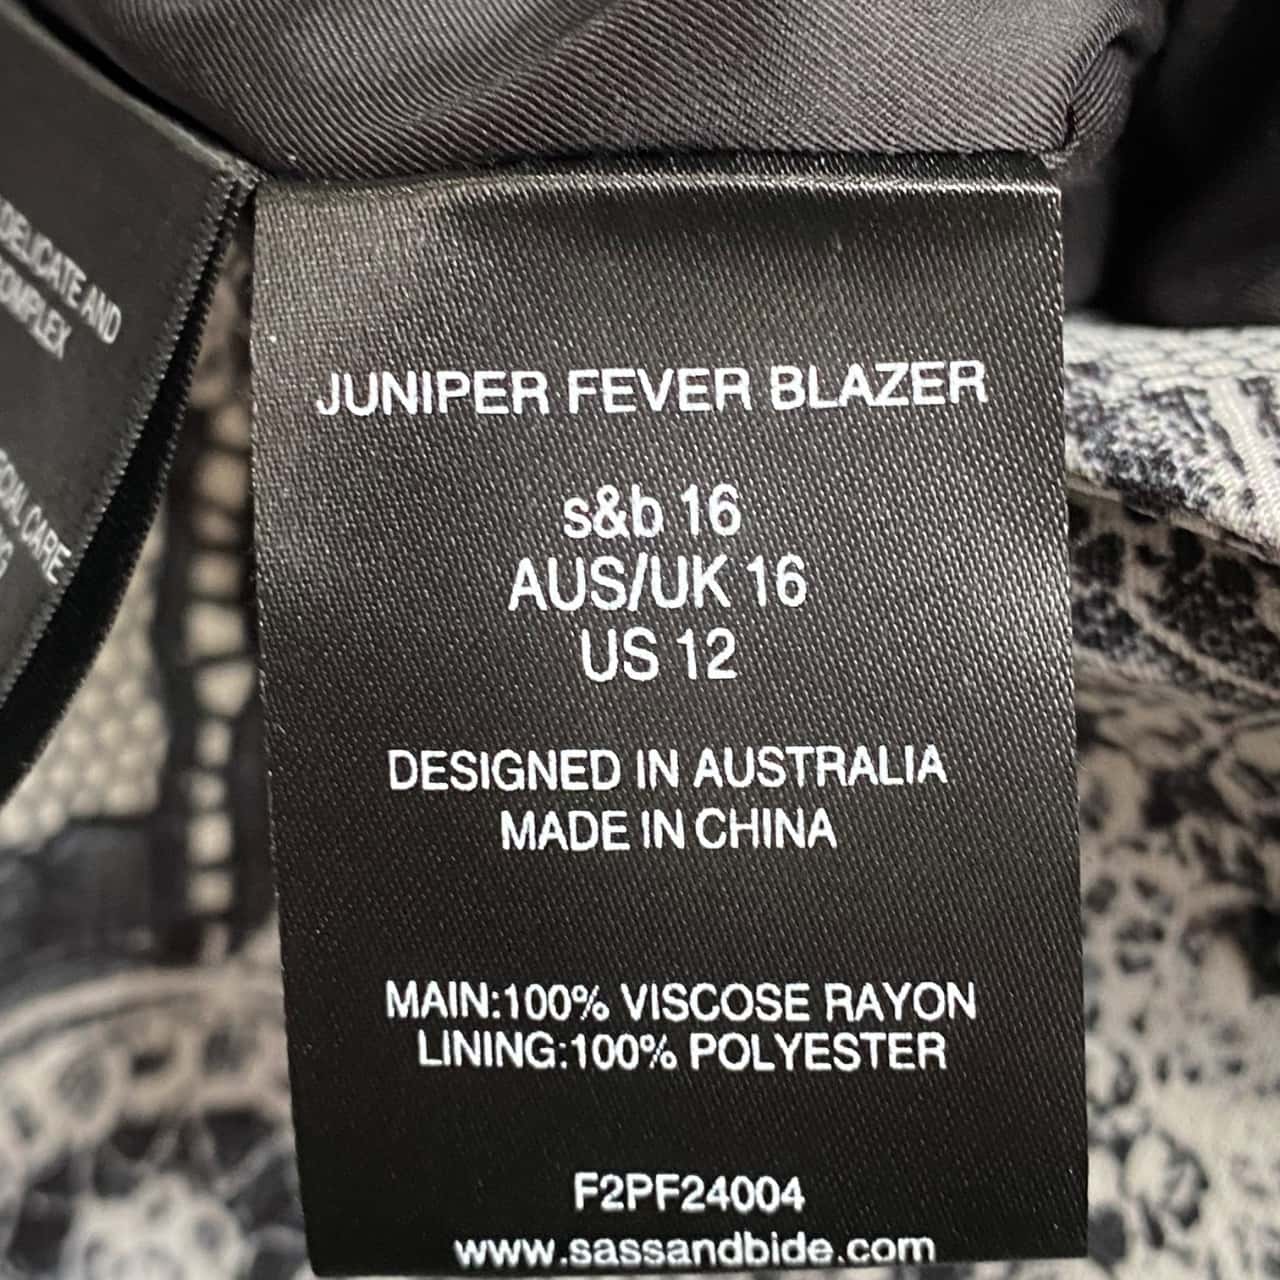 DELICATE AND
COMPLEX
CARE
JUNIPER FEVER BLAZER
s&b 16
AUS/UK 16
US 12
DESIGNED IN AUSTRALIA
MADE IN CHINA
MAIN:100% VISCOSE RAYON
LINING:100% POLYESTER
F2PF24004
www.sassandbide.com